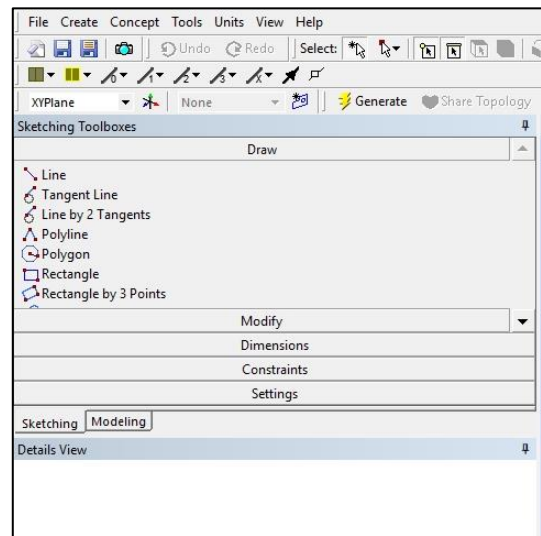 File Create Concept Tools Units View Help
Undo Redo Select:
XYPlane None Generate Share Topology
Sketching Toolboxes
Draw
Line
Tangent Line
Line by 2 Tangents
Polyline
Polygon
Rectangle
Rectangle by 3 Points
Modify
Dimensions
Constraints
Settings
Sketching Modeling
Details View